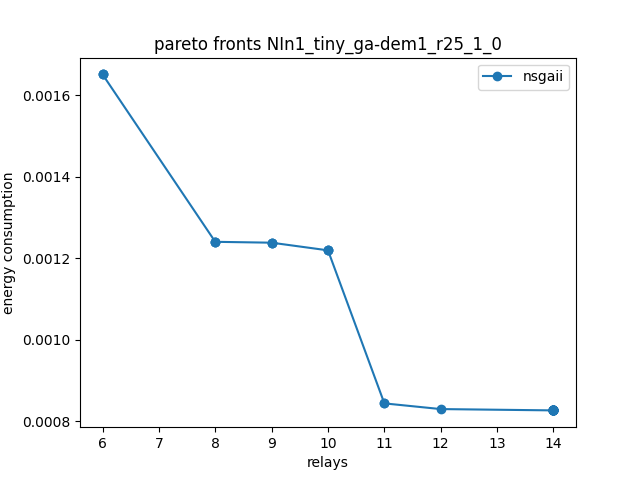 pareto fronts NIn1_tiny_ga-dem1_r25_1_0
nsgaii
energy consumption
0.0016
0.0014
0.0012
0.0010
0.0008
6 7 8 9 10 11 12 13 14
relays